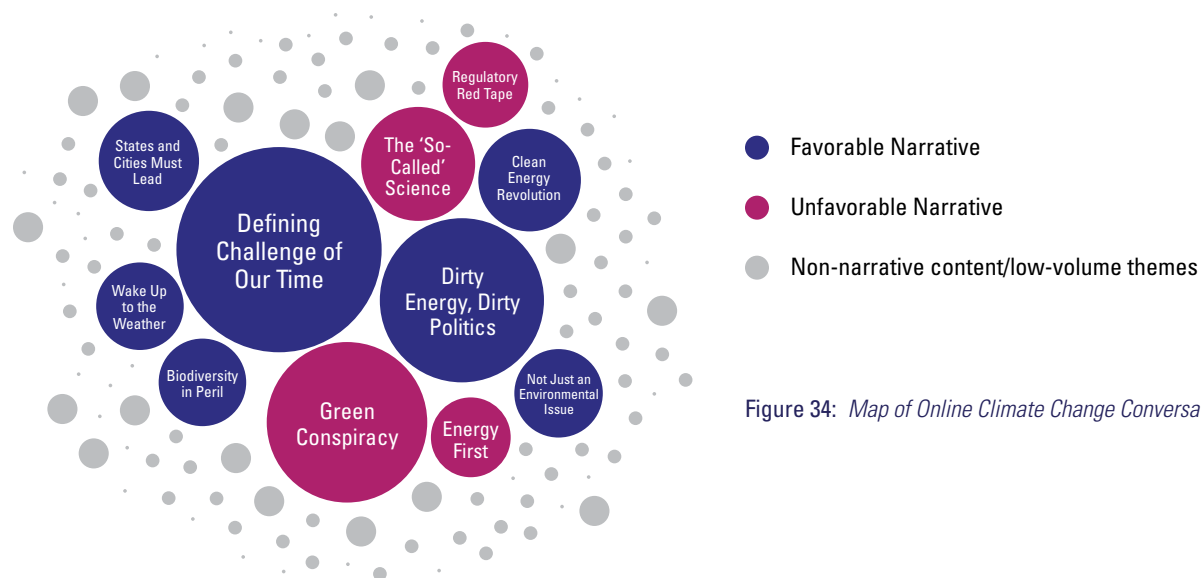 Regulatory
Red Tape
States and
Cities Must
Lead
The ‘So-
Called’
Science
Clean
Energy
Revolution
Defining
Challenge of
Our Time
Dirty
Energy, Dirty
Politics
Wake Up
to the
Weather
Biodiversity
in Peril
Green
Conspiracy
Energy
First
Not Just an
Environmental
Issue
Favorable Narrative
Unfavorable Narrative
Non-narrative content/low-volume themes
Figure 34: Map of Online Climate Change Conversa